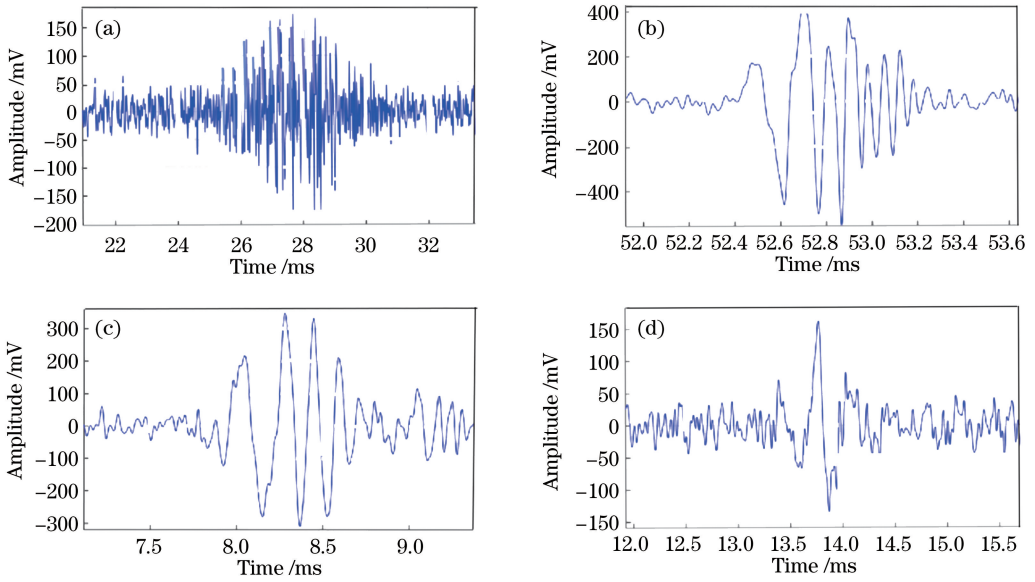 (a)
Amplitude /mV
150
100
50
0
−50
−100
−150
−200
22 24 26 28 30 32
Time /ms
(b)
Amplitude /mV
400
200
0
−200
−400
52.0 52.2 52.4 52.6 52.8 53.0 53.2 53.4 53.6
Time /ms
(c)
Amplitude /mV
300
200
100
0
−100
−200
−300
7.5 8.0 8.5 9.0
Time /ms
(d)
Amplitude /mV
150
100
50
0
−50
−100
−150
12.0 12.5 13.0 13.5 14.0 14.5 15.0 15.5
Time /ms